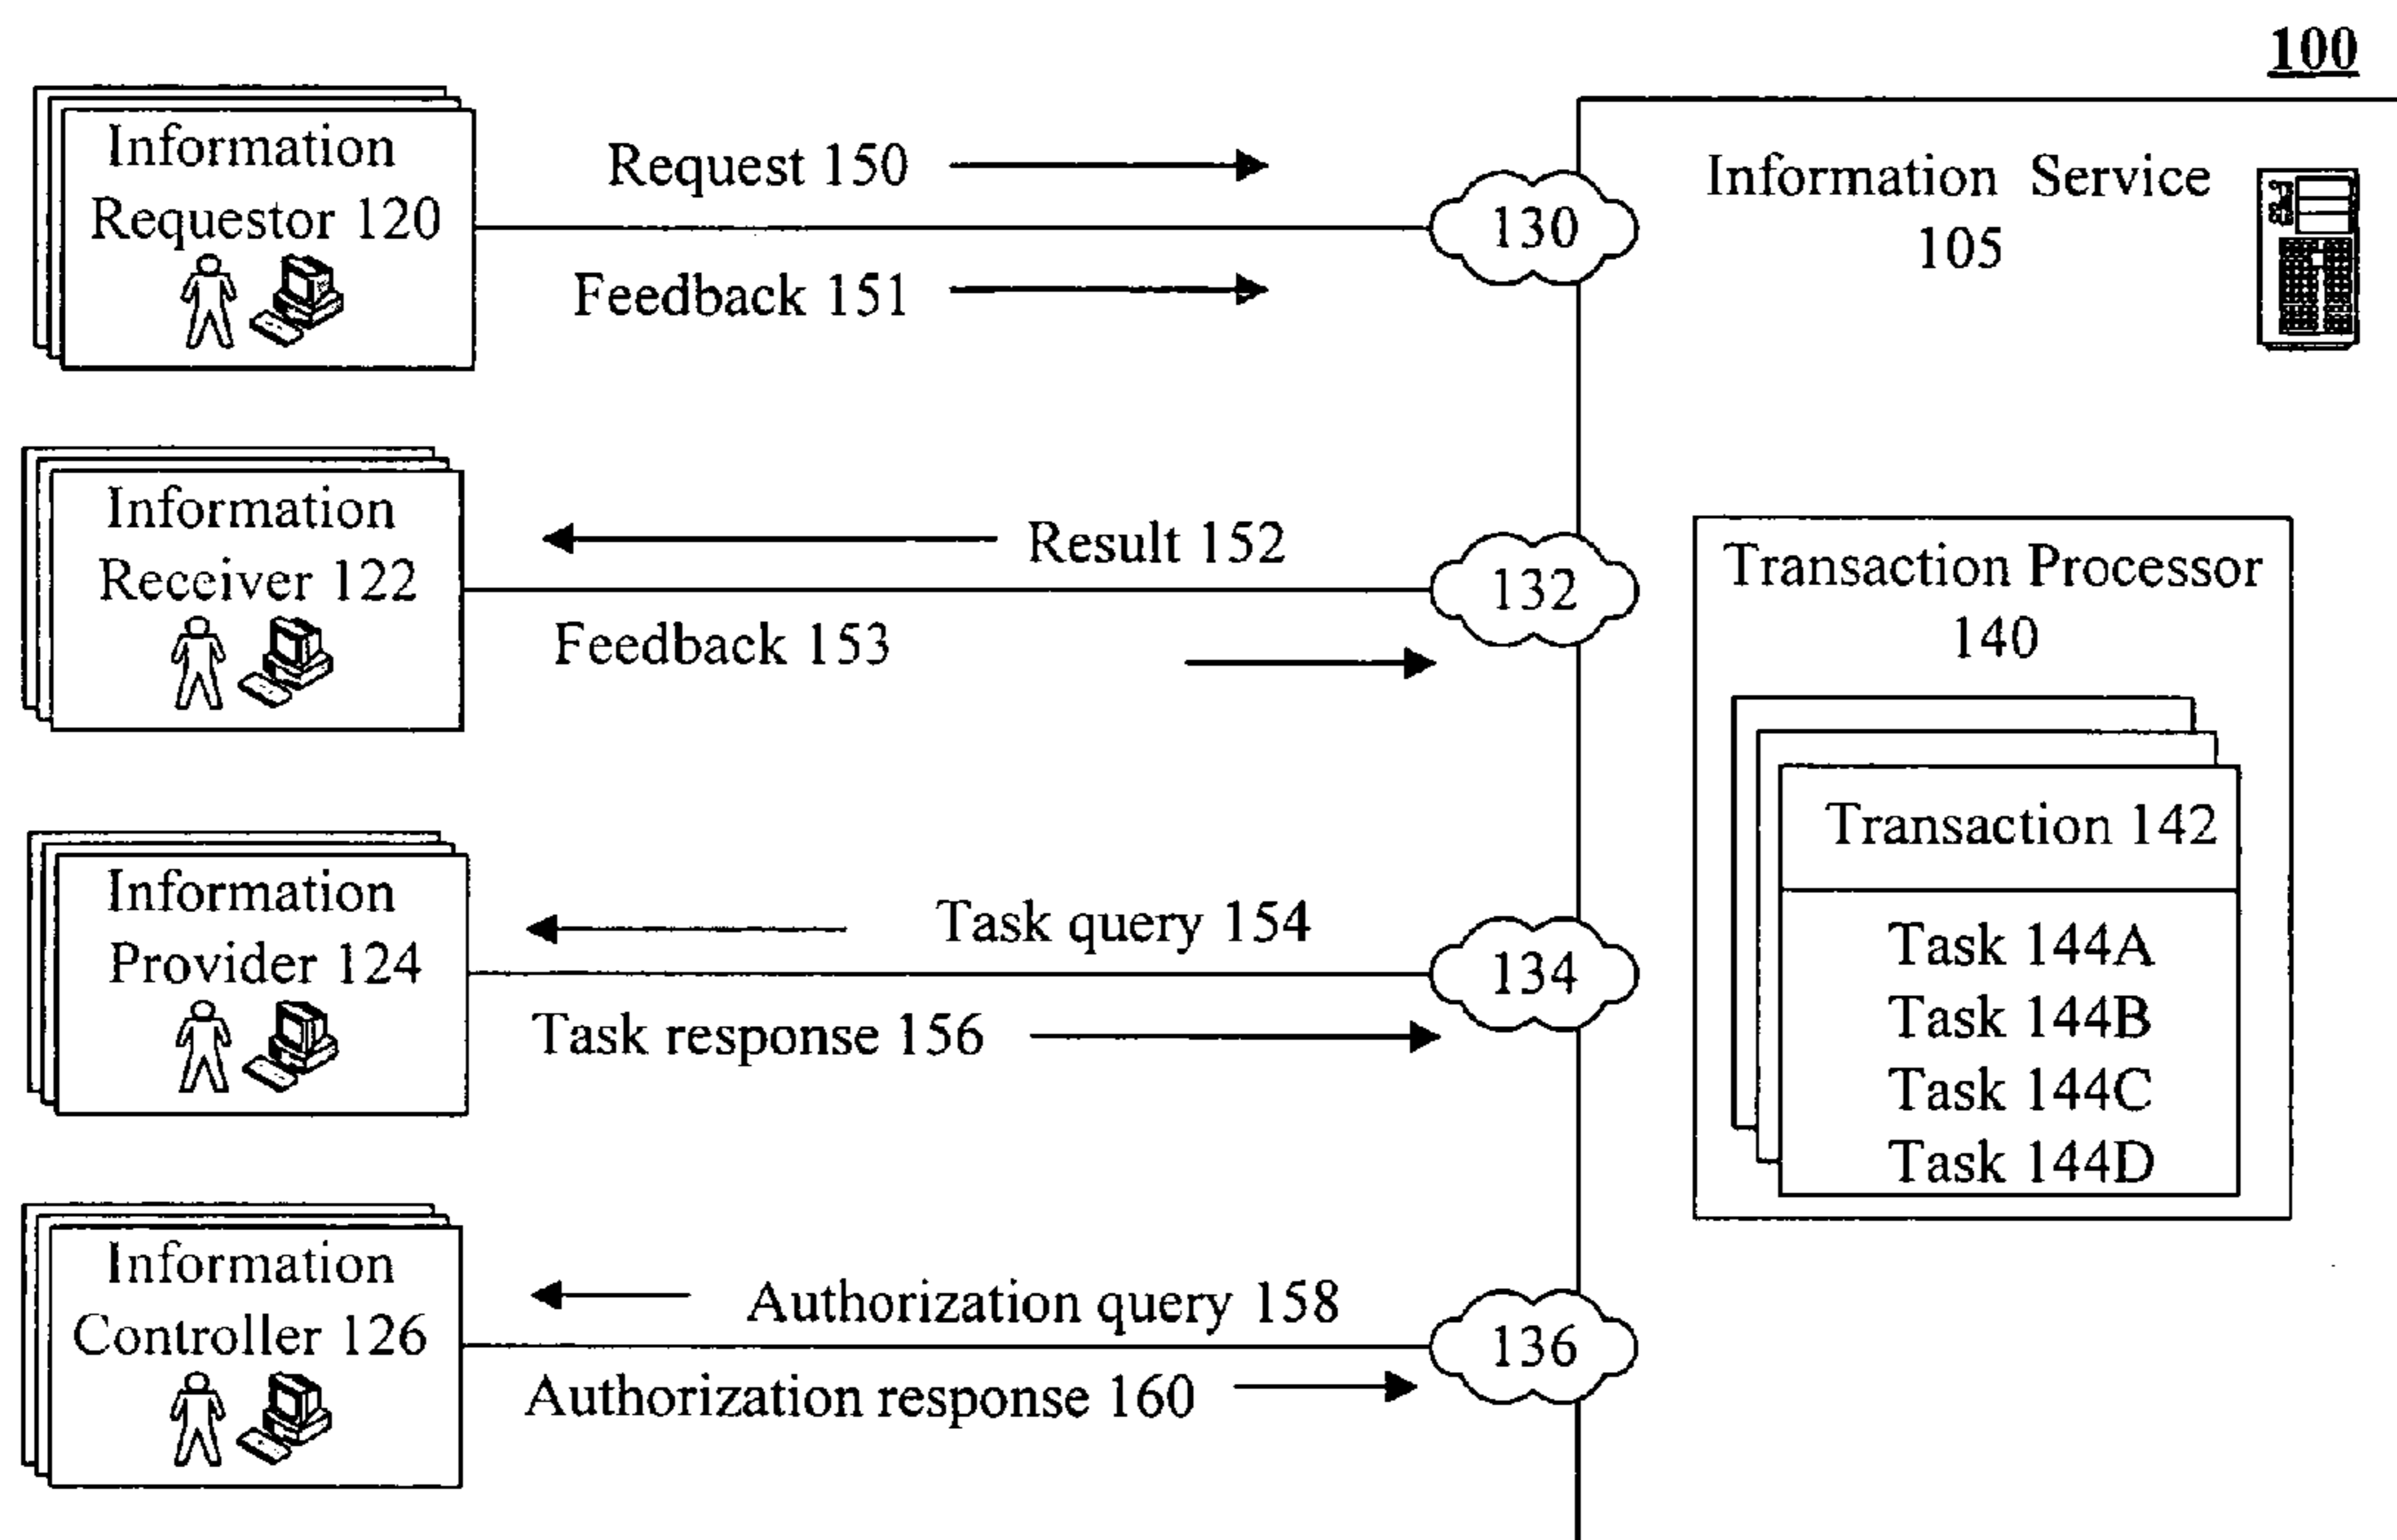 100
Information
Requestor 120
Request 150
Feedback 151
130
Information Service
105
Information
Receiver 122
Result 152
Feedback 153
132
Transaction Processor
140
Transaction 142
Task 144A
Task 144B
Task 144C
Task 144D
Information
Provider 124
Task query 154
Task response 156
134
Information
Controller 126
Authorization query 158
Authorization response 160
136